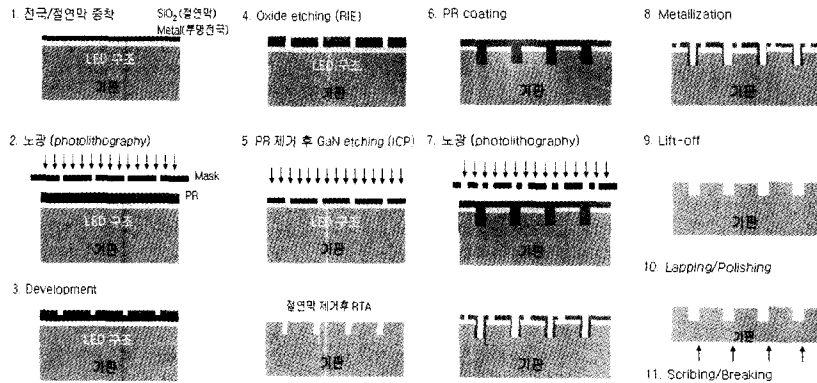 1. 전극/절연막 증착
SiO₂(절연막)
Metal(투명전극)
LED 구조
기판
2. 노광 (photolithography)
Mask
PR
LED 구조
기판
3. Development
LED 구조
기판
4. Oxide etching (RIE)
LED 구조
기판
5. PR 제거 후 GaN etching (ICP)
LED 구조
기판
절연막 제거후 RTA
기판
6. PR coating
기판
7. 노광 (photolithography)
기판
기판
8. Metallization
기판
9. Lift-off
기판
10. Lapping/Polishing
기판
11. Scribing/Breaking